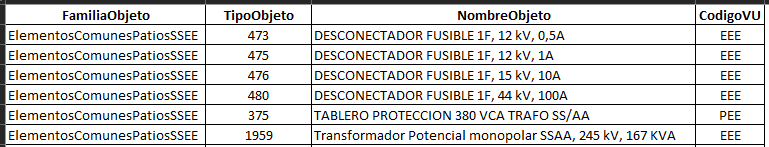 FamiliaObjeto TipoObjeto NombreObjeto CodigoVU
ElementosComunesPatiosSSEE 473 DESCONECTADOR FUSIBLE 1F, 12 kV, 0,5A EEE
ElementosComunesPatiosSSEE 475 DESCONECTADOR FUSIBLE 1F, 12 kV, 1A EEE
ElementosComunesPatiosSSEE 476 DESCONECTADOR FUSIBLE 1F, 15 kV, 10A EEE
ElementosComunesPatiosSSEE 480 DESCONECTADOR FUSIBLE 1F, 44 kV, 100A EEE
ElementosComunesPatiosSSEE 375 TABLERO PROTECCION 380 VCA TRAFO SS/AA PEE
ElementosComunesPatiosSSEE 1959 Transformador Potencial monopolar SSAA, 245 kV, 167 KVA EEE